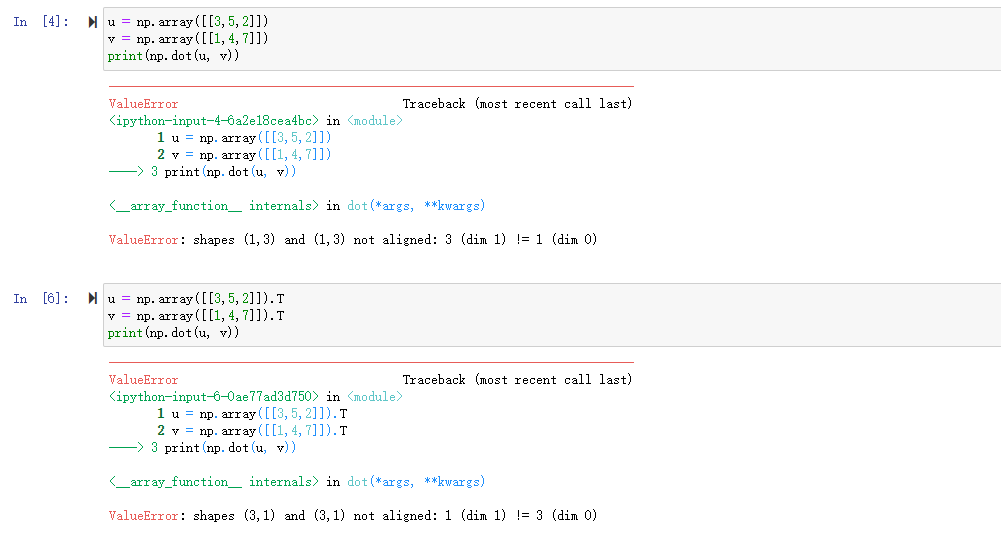 In [4]: u = np.array([[3,5,2]])
v = np.array([[1,4,7]])
print(np.dot(u, v))
ValueError Traceback (most recent call last)
<ipython-input-4-6a2e18cea4bc> in <module>
1 u = np.array([[3,5,2]])
2 v = np.array([[1,4,7]])
----> 3 print(np.dot(u, v))
<__array_function__ internals> in dot(*args, **kwargs)
ValueError: shapes (1,3) and (1,3) not aligned: 3 (dim 1) != 1 (dim 0)
In [6]: u = np.array([[3,5,2]]).T
v = np.array([[1,4,7]]).T
print(np.dot(u, v))
ValueError Traceback (most recent call last)
<ipython-input-6-0ae77ad3d750> in <module>
1 u = np.array([[3,5,2]]).T
2 v = np.array([[1,4,7]]).T
----> 3 print(np.dot(u, v))
<__array_function__ internals> in dot(*args, **kwargs)
ValueError: shapes (3,1) and (3,1) not aligned: 1 (dim 1) != 3 (dim 0)